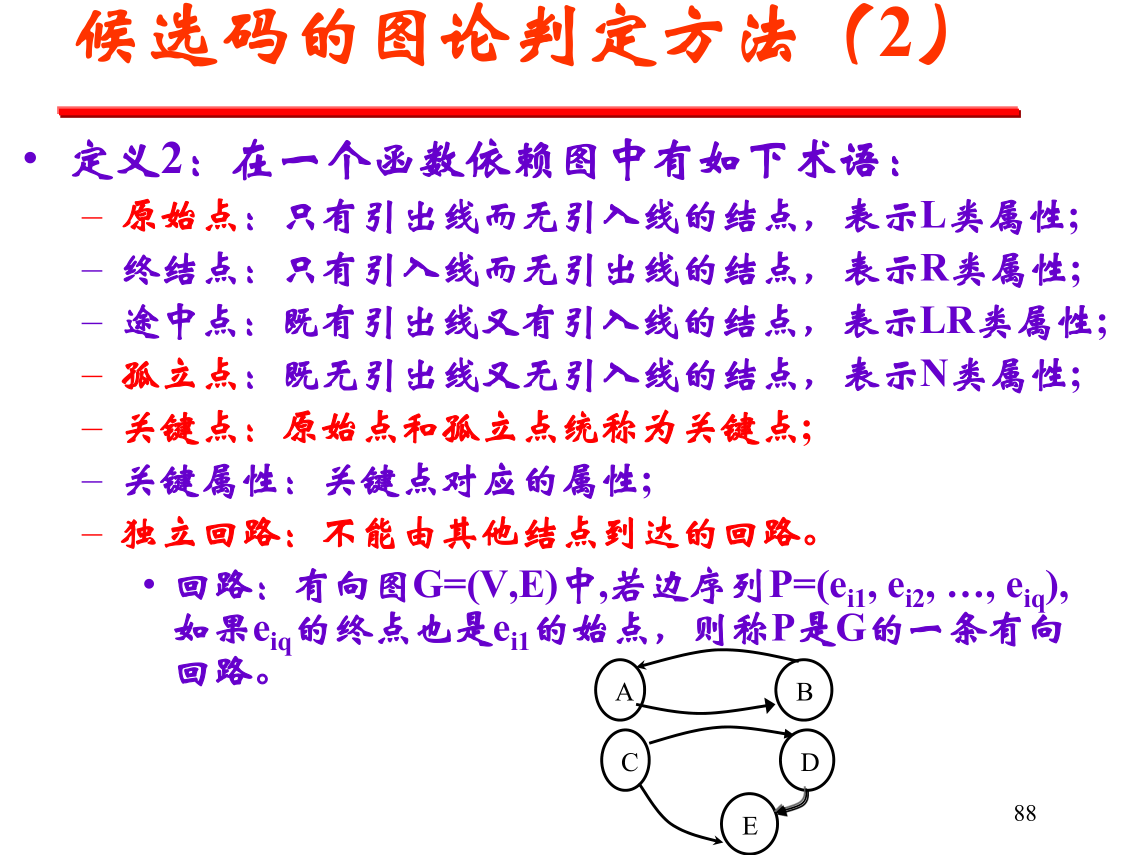 候选码的图论判定方法（2）
• 定义2：在一个函数依赖图中有如下术语：
– 原始点：只有引出线而无引入线的结点，表示L类属性;
– 终结点：只有引入线而无引出线的结点，表示R类属性;
– 途中点：既有引出线又有引入线的结点，表示LR类属性;
– 孤立点：既无引出线又无引入线的结点，表示N类属性;
– 关键点：原始点和孤立点统称为关键点;
– 关键属性：关键点对应的属性;
– 独立回路：不能由其他结点到达的回路。
• 回路：有向图G=(V,E)中,若边序列P=(ei1, ei2, …, eiq),
如果eiq的终点也是ei1的始点，则称P是G的一条有向
回路。
A B
C D
E
88